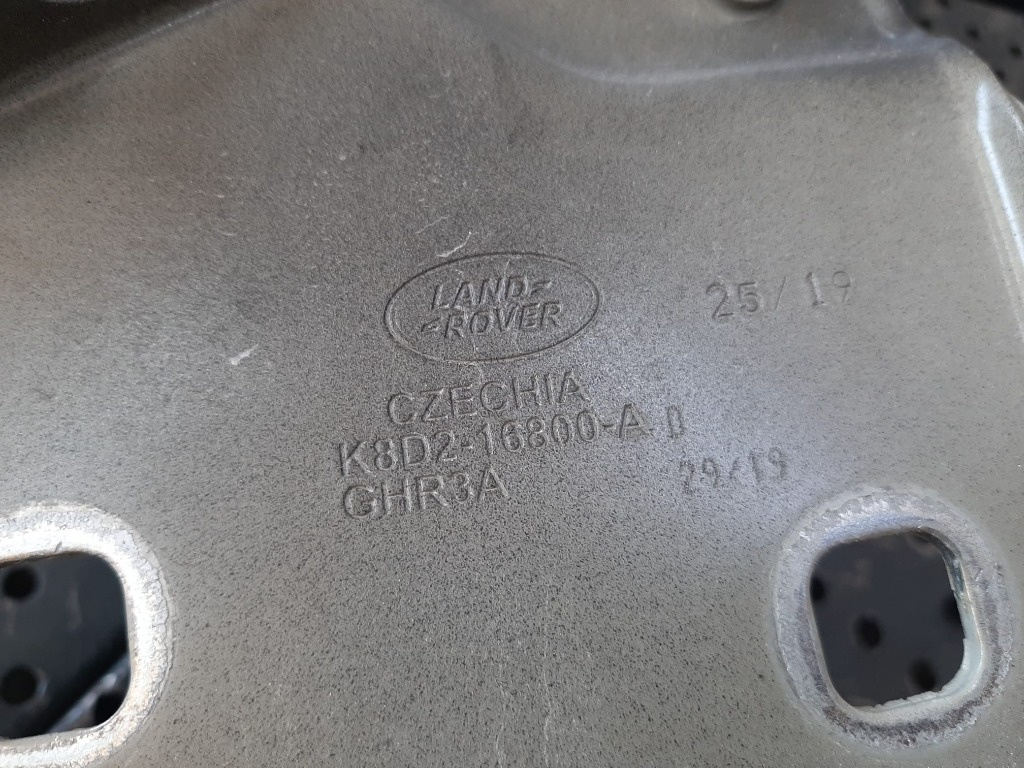 LAND
ROVER
25/19
CZECHIA
K8D2-16800-A D
29/19
GHR3A